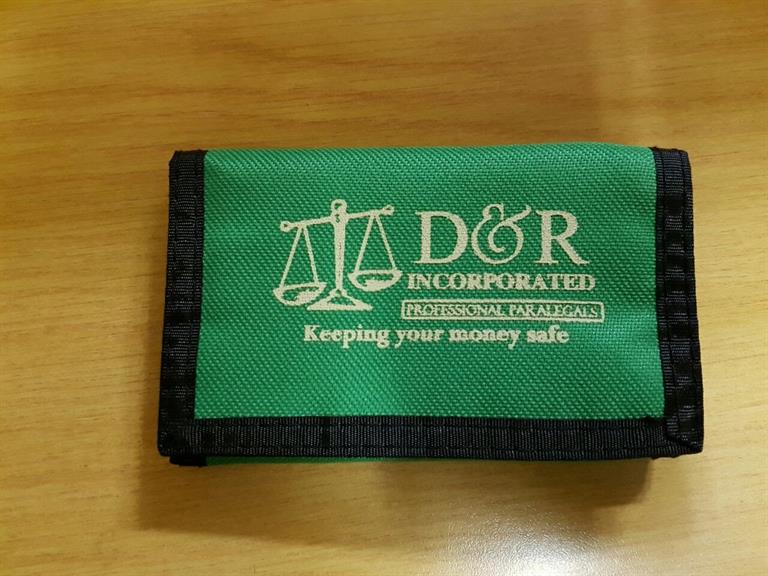 D&R
INCORPORATED
PROFESSIONAL PARALEGALS
Keeping your money safe